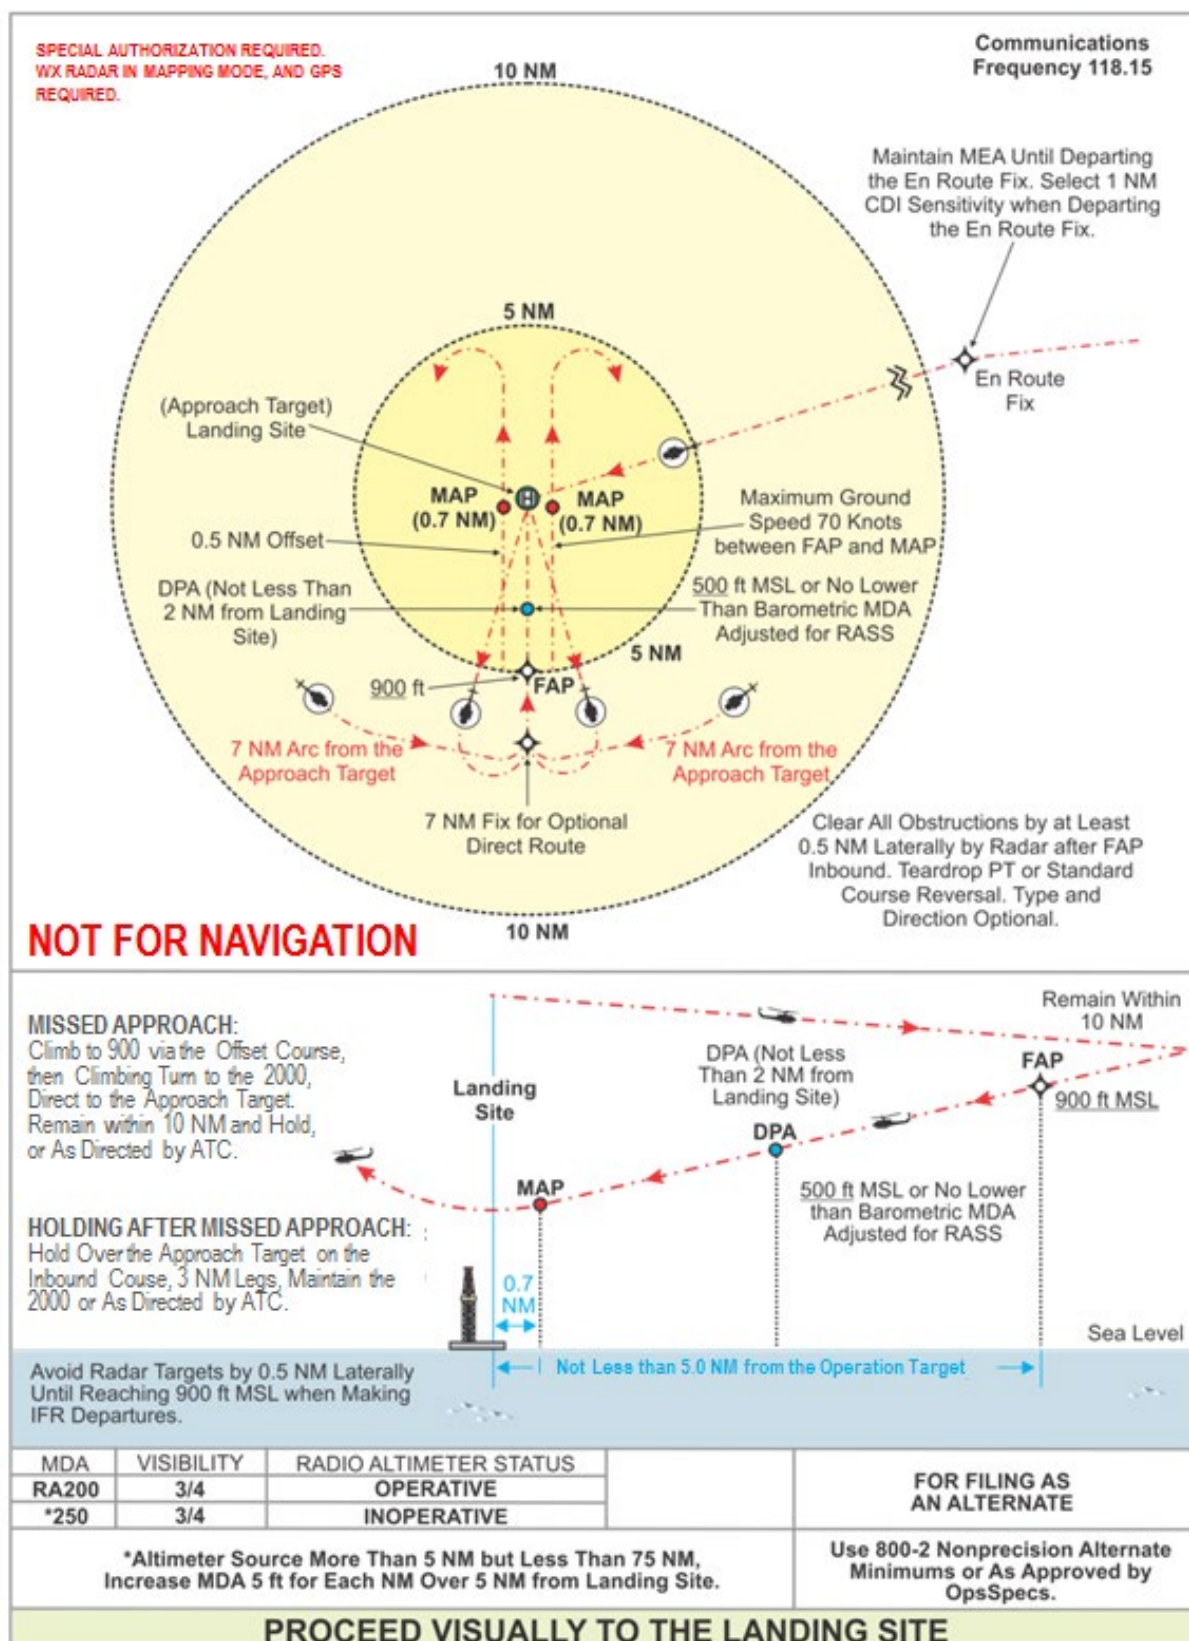 SPECIAL AUTHORIZATION REQUIRED.
WX RADAR IN MAPPING MODE, AND GPS
REQUIRED.
Communications
Frequency 118.15
10 NM
Maintain MEA Until Departing
the En Route Fix. Select 1 NM
CDI Sensitivity when Departing
the En Route Fix.
5 NM
En Route
Fix
(Approach Target)
Landing Site
MAP
(0.7 NM)
H
MAP
(0.7 NM)
Maximum Ground
Speed 70 Knots
between FAP and MAP
0.5 NM Offset
DPA (Not Less Than
2 NM from Landing
Site)
500 ft MSL or No Lower
Than Barometric MDA
Adjusted for RASS
5 NM
900 ft
FAP
7 NM Arc from the
Approach Target
7 NM Arc from the
Approach Target
7 NM Fix for Optional
Direct Route
Clear All Obstructions by at Least
0.5 NM Laterally by Radar after FAP
Inbound. Teardrop PT or Standard
Course Reversal. Type and
Direction Optional.
NOT FOR NAVIGATION
10 NM
MISSED APPROACH:
Climb to 900 via the Offset Course,
then Climbing Turn to the 2000,
Direct to the Approach Target.
Remain within 10 NM and Hold,
or As Directed by ATC.
Landing
Site
DPA (Not Less
Than 2 NM from
Landing Site)
Remain Within
10 NM
FAP
900 ft MSL
DPA
MAP
500 ft MSL or No Lower
than Barometric MDA
Adjusted for RASS
HOLDING AFTER MISSED APPROACH:
Hold Over the Approach Target on the
Inbound Couse, 3 NM Legs, Maintain the
2000 or As Directed by ATC.
0.7
NM
Sea Level
Not Less than 5.0 NM from the Operation Target
Avoid Radar Targets by 0.5 NM Laterally
Until Reaching 900 ft MSL when Making
IFR Departures.
MDA VISIBILITY RADIO ALTIMETER STATUS
RA200 3/4 OPERATIVE
*250 3/4 INOPERATIVE
FOR FILING AS
AN ALTERNATE
*Altimeter Source More Than 5 NM but Less Than 75 NM,
Increase MDA 5 ft for Each NM Over 5 NM from Landing Site.
Use 800-2 Nonprecision Alternate
Minimums or As Approved by
OpsSpecs.
PROCEED VISUALLY TO THE LANDING SITE